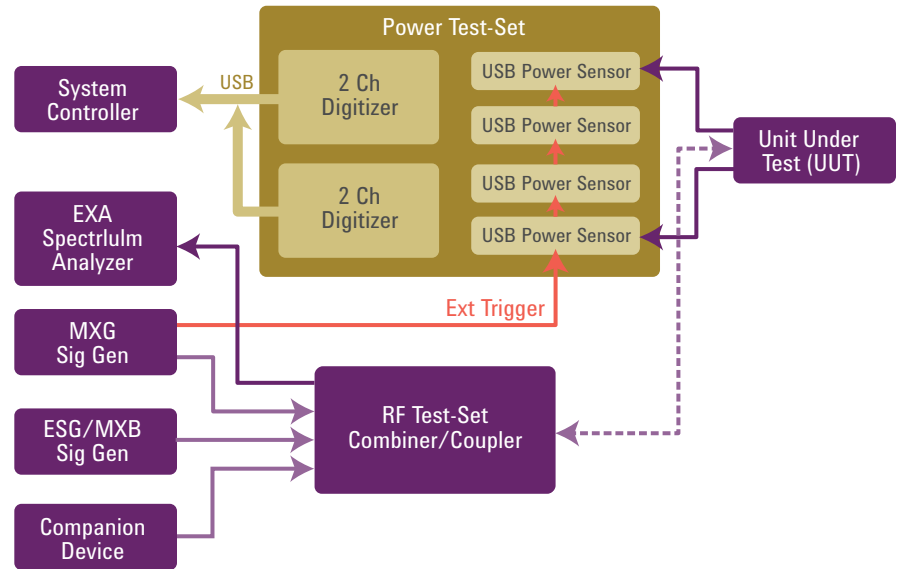 Power Test-Set
USB
2 Ch
Digitizer
2 Ch
Digitizer
USB Power Sensor
USB Power Sensor
USB Power Sensor
USB Power Sensor
System
Controller
EXA
Spectrlulm
Analyzer
MXG
Sig Gen
ESG/MXB
Sig Gen
Companion
Device
Ext Trigger
RF Test-Set
Combiner/Coupler
Unit Under
Test (UUT)